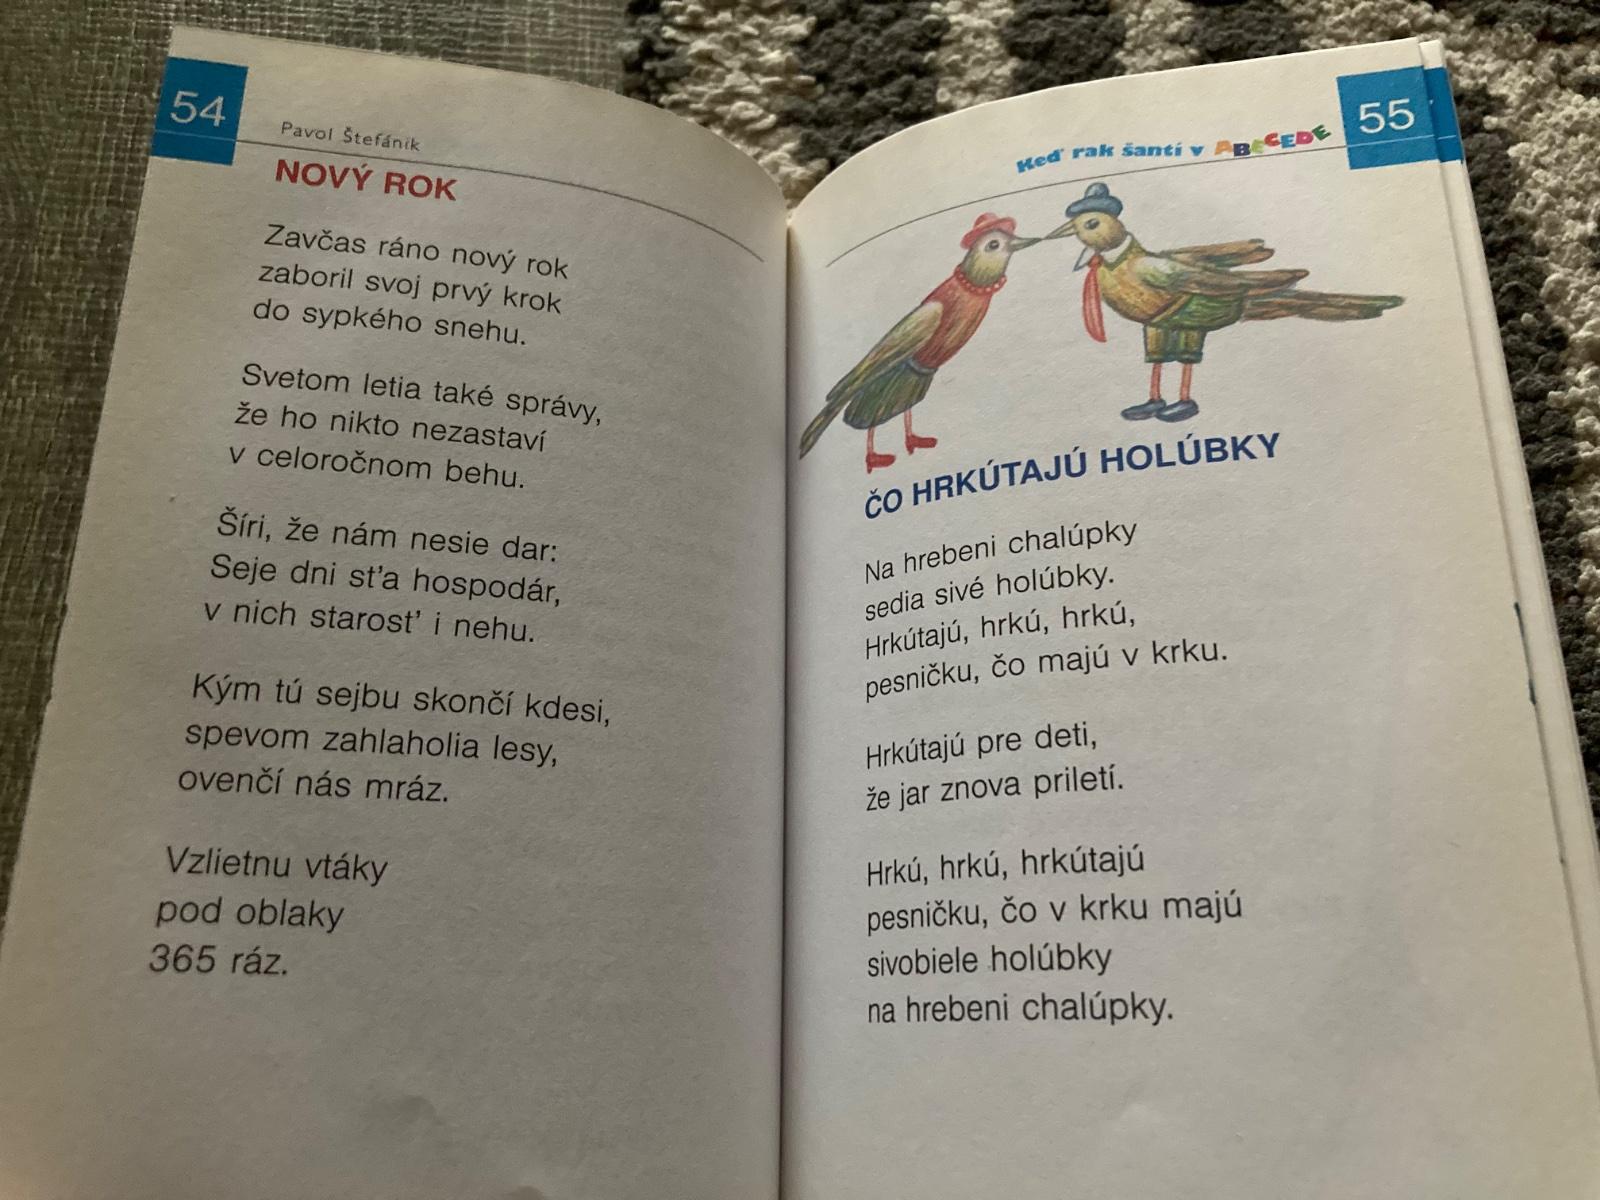 54
Pavol Štefánik
NOVÝ ROK
Zavčas ráno nový rok
zaboril svoj prvý krok
do sypkého snehu.
Svetom letia také správy,
že ho nikto nezastaví
v celoročnom behu.
Šíri, že nám nesie dar:
Seje dni sťa hospodár,
v nich starosť i nehu.
Kým tú sejbu skončí kdesi,
spevom zahlaholia lesy,
ovenčí nás mráz.
Vzlietnu vtáky
pod oblaky
365 ráz.
55
Keď rak šantí v ABECEDE
ČO HRKÚTAJÚ HOLÚBKY
Na hrebeni chalúpky
sedia sivé holúbky.
Hrkútajú, hrkú, hrkú,
pesničku, čo majú v krku.
Hrkútajú pre deti,
že jar znova priletí.
Hrkú, hrkú, hrkútajú
pesničku, čo v krku majú
sivobiele holúbky
na hrebeni chalúpky.